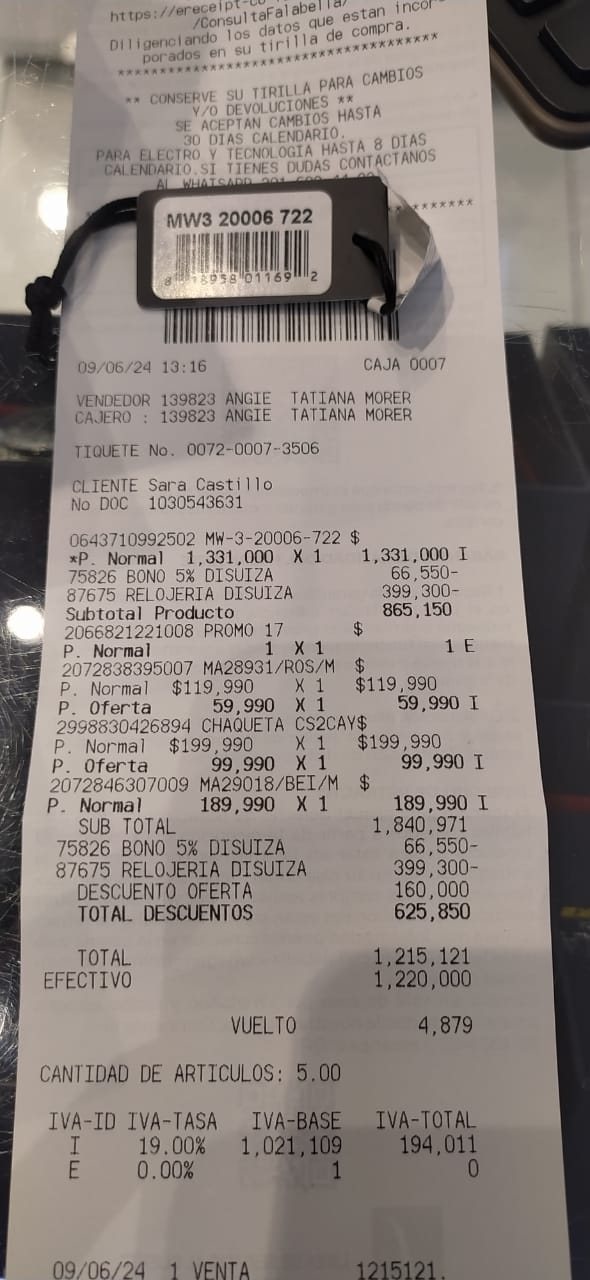 https://ereceipt-co
/ConsultaFalabella/
Diligenciando los datos que estan incor
porados en su tirilla de compra.
** CONSERVE SU TIRILLA PARA CAMBIOS
Y/O DEVOLUCIONES **
SE ACEPTAN CAMBIOS HASTA
30 DIAS CALENDARIO.
PARA ELECTRO Y TECNOLOGIA HASTA 8 DIAS
CALENDARIO.SI TIENES DUDAS CONTACTANOS
AL WHATSAPP
MW3 20006 722
09/06/24 13:16 CAJA 0007
VENDEDOR 139823 ANGIE TATIANA MORER
CAJERO : 139823 ANGIE TATIANA MORER
TIQUETE No. 0072-0007-3506
CLIENTE Sara Castillo
No DOC 1030543631
0643710992502 MW-3-20006-722 $
*P. Normal 1,331,000 X 1 1,331,000 I
75826 BONO 5% DISUIZA 66,550-
87675 RELOJERIA DISUIZA 399,300-
Subtotal Producto 865,150
2066821221008 PROMO 17 $
P. Normal 1 X 1 1 E
2072838395007 MA28931/ROS/M $
P. Normal $119,990 X 1 $119,990
P. Oferta 59,990 X 1 59,990 I
2998830426894 CHAQUETA CS2CAY$
P. Normal $199,990 X 1 $199,990
P. Oferta 99,990 X 1 99,990 I
2072846307009 MA29018/BEI/M $
P. Normal 189,990 X 1 189,990 I
SUB TOTAL 1,840,971
75826 BONO 5% DISUIZA 66,550-
87675 RELOJERIA DISUIZA 399,300-
DESCUENTO OFERTA 160,000
TOTAL DESCUENTOS 625,850
TOTAL 1,215,121
EFECTIVO 1,220,000
VUELTO 4,879
CANTIDAD DE ARTICULOS: 5.00
IVA-ID IVA-TASA IVA-BASE IVA-TOTAL
I 19.00% 1,021,109 194,011
E 0.00% 1 0
09/06/24 1 VENTA 1215121.